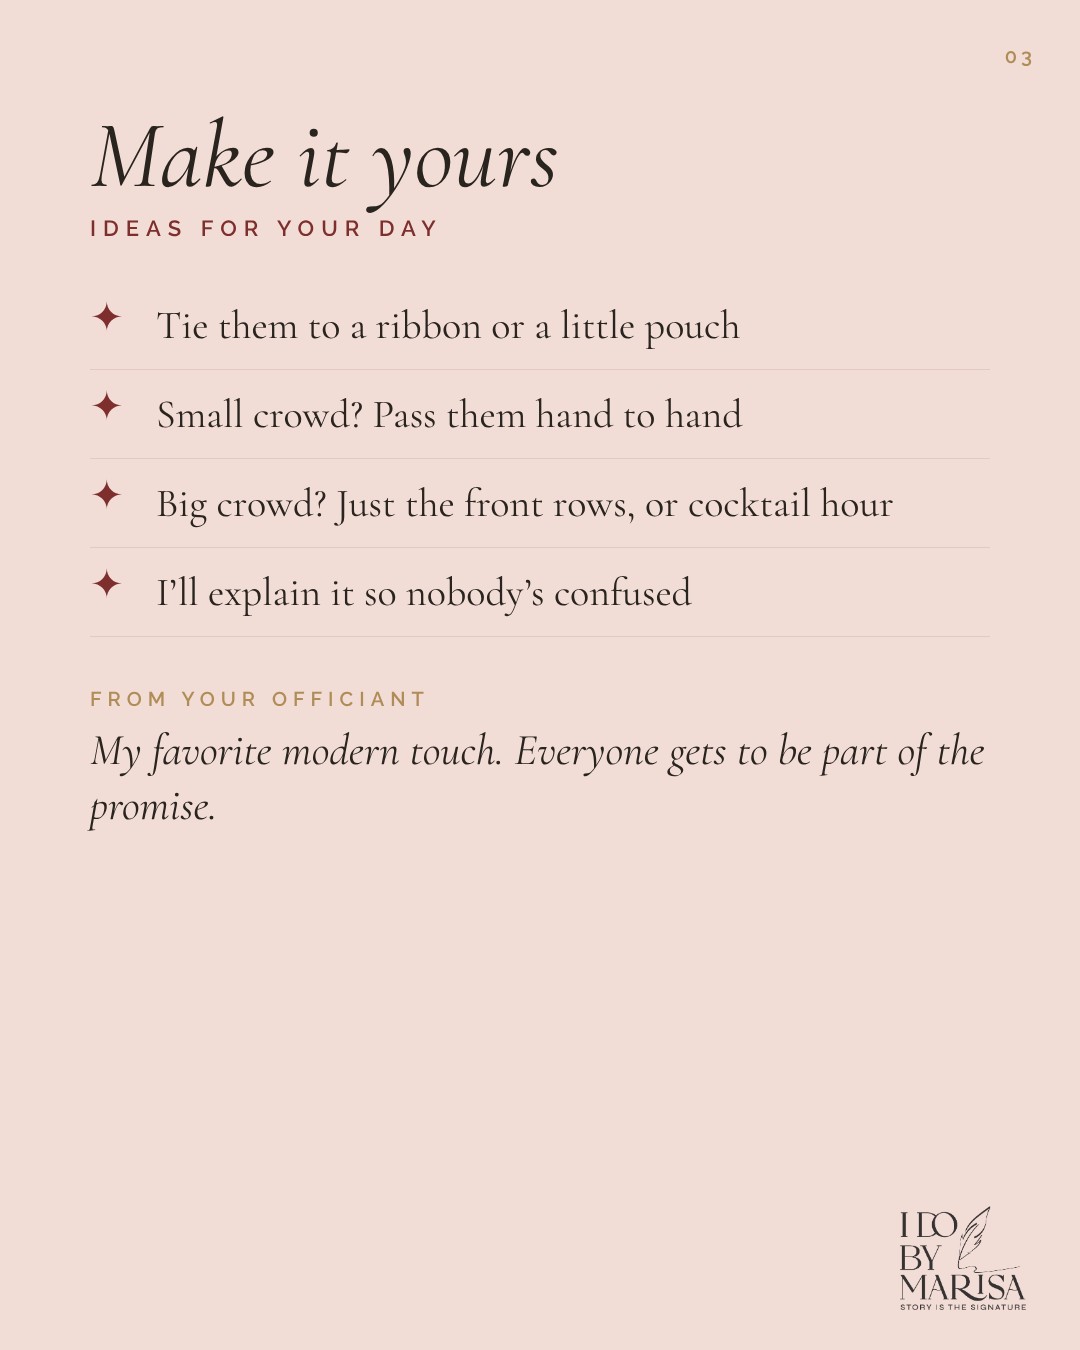 03
Make it yours
IDEAS FOR YOUR DAY
Tie them to a ribbon or a little pouch
Small crowd? Pass them hand to hand
Big crowd? Just the front rows, or cocktail hour
I’ll explain it so nobody’s confused
FROM YOUR OFFICIANT
My favorite modern touch. Everyone gets to be part of the
promise.
I DO
BY
MARISA
STORY IS THE SIGNATURE